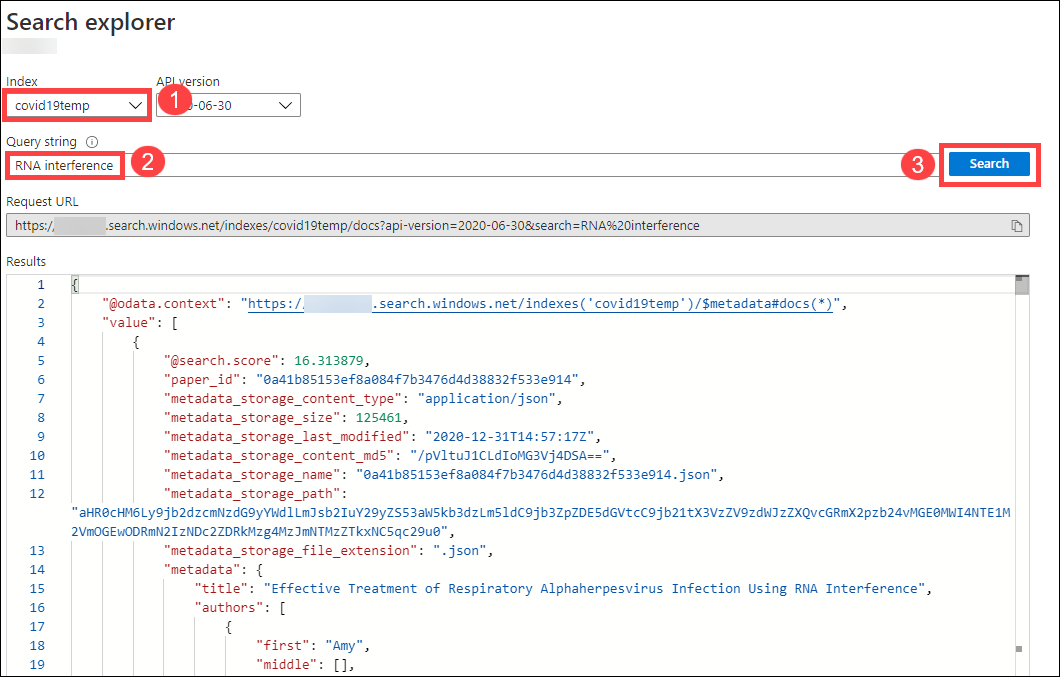 Search explorer
Index API version
covid19temp 1 0-06-30
Query string
RNA interference 2 3 Search
Request URL
https:/ .search.windows.net/indexes/covid19temp/docs?api-version=2020-06-30&search=RNA%20interference
Results
1 {
2 "@odata.context": "https:/ .search.windows.net/indexes('covid19temp')/$metadata#docs(*)",
3 "value": [
4 {
5 "@search.score": 16.313879,
6 "paper_id": "0a41b85153ef8a084f7b3476d4d38832f533e914",
7 "metadata_storage_content_type": "application/json",
8 "metadata_storage_size": 125461,
9 "metadata_storage_last_modified": "2020-12-31T14:57:17Z",
10 "metadata_storage_content_md5": "/pVltuJ1CLdIoMG3Vj4DSA==",
11 "metadata_storage_name": "0a41b85153ef8a084f7b3476d4d38832f533e914.json",
12 "metadata_storage_path":
"aHR0cHM6Ly9jb2dzcmNzdG9yYWdlLmJsb2IuY29yZS53aW5kb3dzLm5ldC9jb3ZpZDE5dGVtcC9jb21tX3VzZV9zdWJzZXQvcGRmX2pzb24vMGE0MWI4NTE1M
2VmOGEwODRmN2IzNDc2ZDRkMzg4MzJmNTMzZTkxNC5qc29u0",
13 "metadata_storage_file_extension": ".json",
14 "metadata": {
15 "title": "Effective Treatment of Respiratory Alphaherpesvirus Infection Using RNA Interference",
16 "authors": [
17 {
18 "first": "Amy",
19 "middle": [],